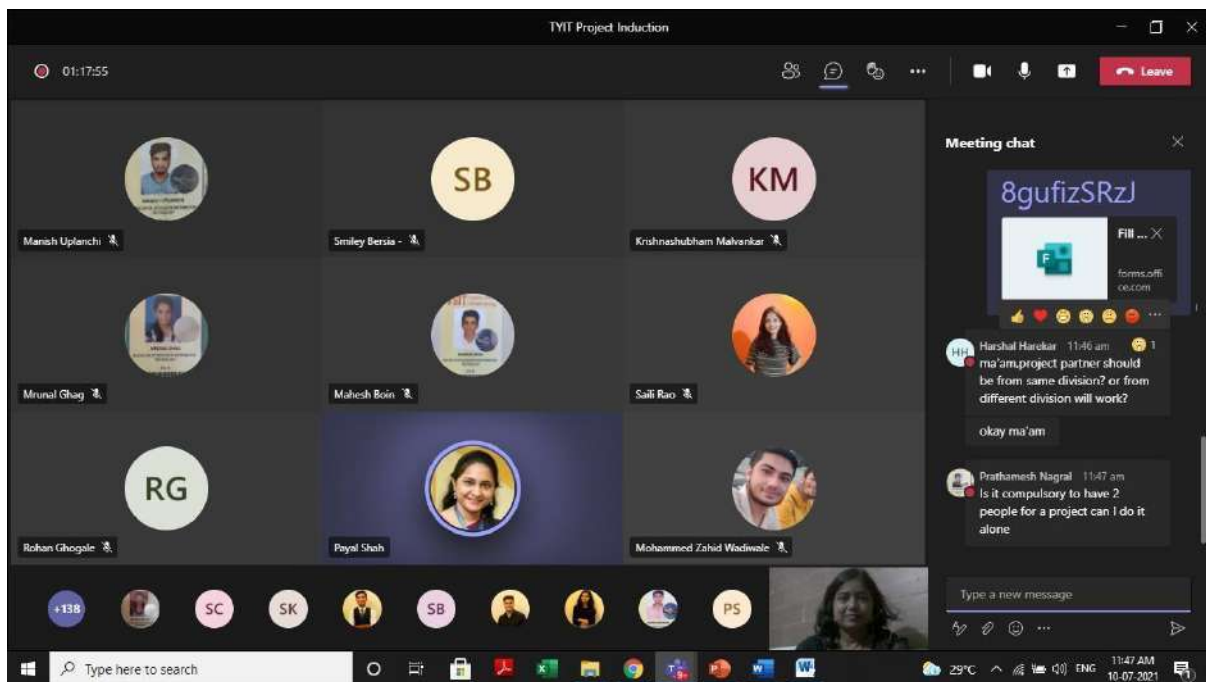 TYIT Project Induction
01:17:55
Leave
SB
KM
Manish Uplanchi
Smiley Bersia -
Krishnashubham Malvankar
Mrunal Ghag
Mahesh Boin
Saili Rao
RG
Rohan Ghogale
Payal Shah
Mohammed Zahid Wadiwale
+138
SC
SK
SB
PS
Meeting chat
8gufizSRzJ
Fill ...
forms.offi
ce.com
HH
Harshal Harekar 11:46 am
1
ma'am,project partner should
be from same division? or from
different division will work?
okay ma'am
Prathamesh Nagral 11:47 am
Is it compulsory to have 2
people for a project can I do it
alone
Type a new message
Type here to search
29°C
ENG
11:47 AM
10-07-2021